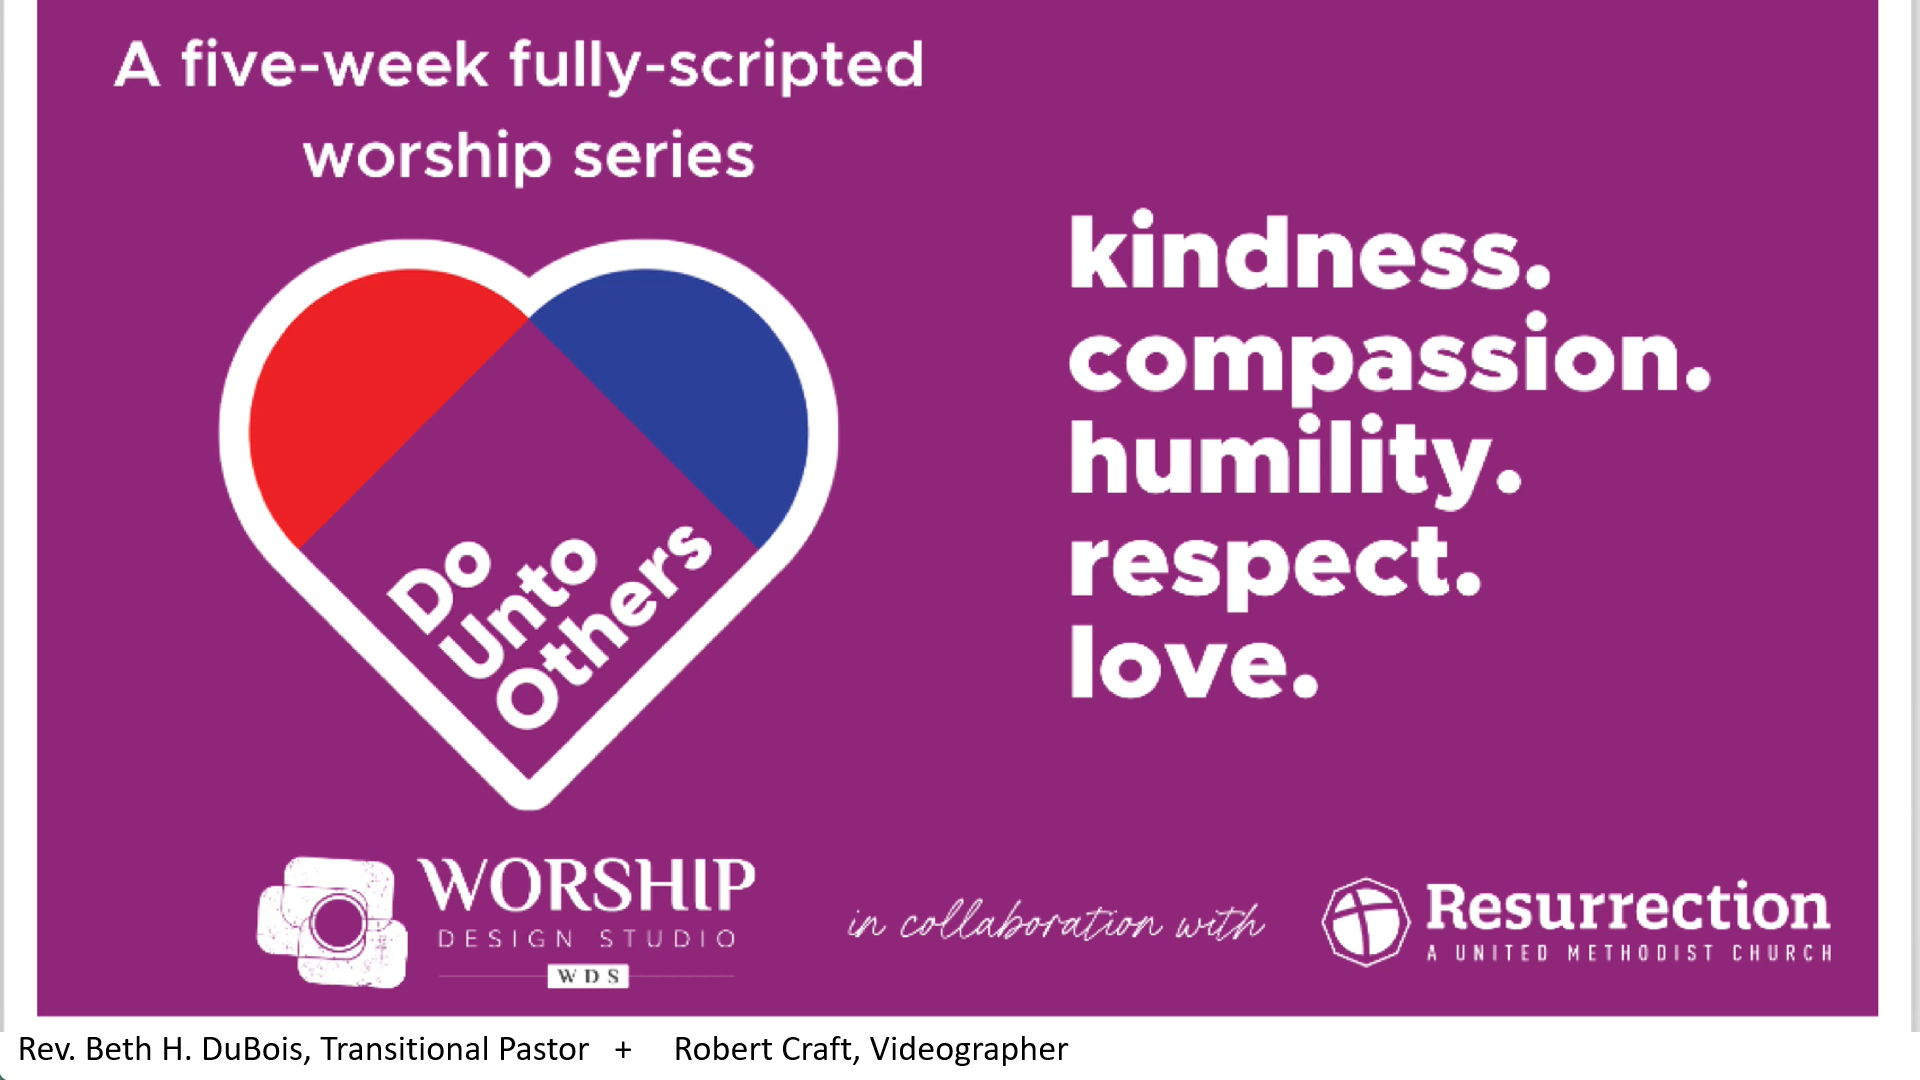 A five-week fully-scripted
worship series
Do
Unto
Others
kindness.
compassion.
humility.
respect.
love.
WORSHIP
DESIGN STUDIO
WDS
in collaboration with
Resurrection
A UNITED METHODIST CHURCH
Rev. Beth H. DuBois, Transitional Pastor + Robert Craft, Videographer